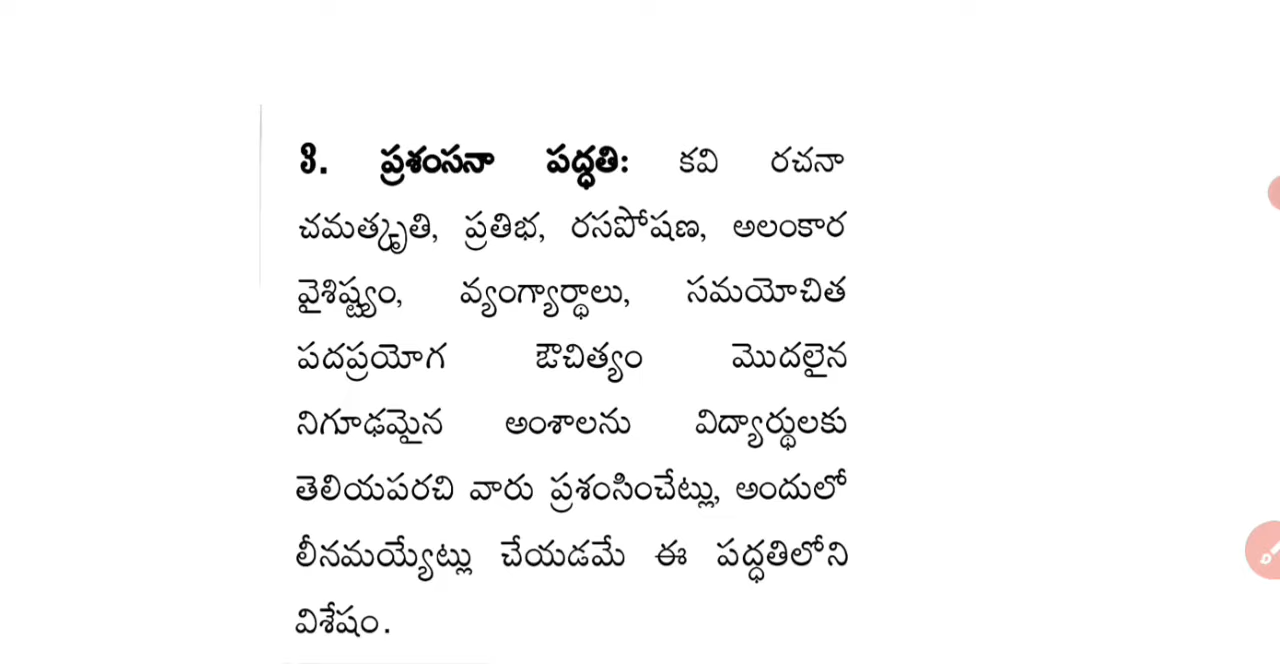 3. ప్రశంసనా పద్ధతి: కవి రచనా
చమత్కృతి, ప్రతిభ, రసపోషణ, అలంకార
వైశిష్ట్యం, వ్యంగ్యార్థాలు, సమయోచిత
పదప్రయోగ ఔచిత్యం మొదలైన
నిగూఢమైన అంశాలను విద్యార్థులకు
తెలియపరచి వారు ప్రశంసించేట్లు, అందులో
లీనమయ్యేట్లు చేయడమే ఈ పద్ధతిలోని
విశేషం.